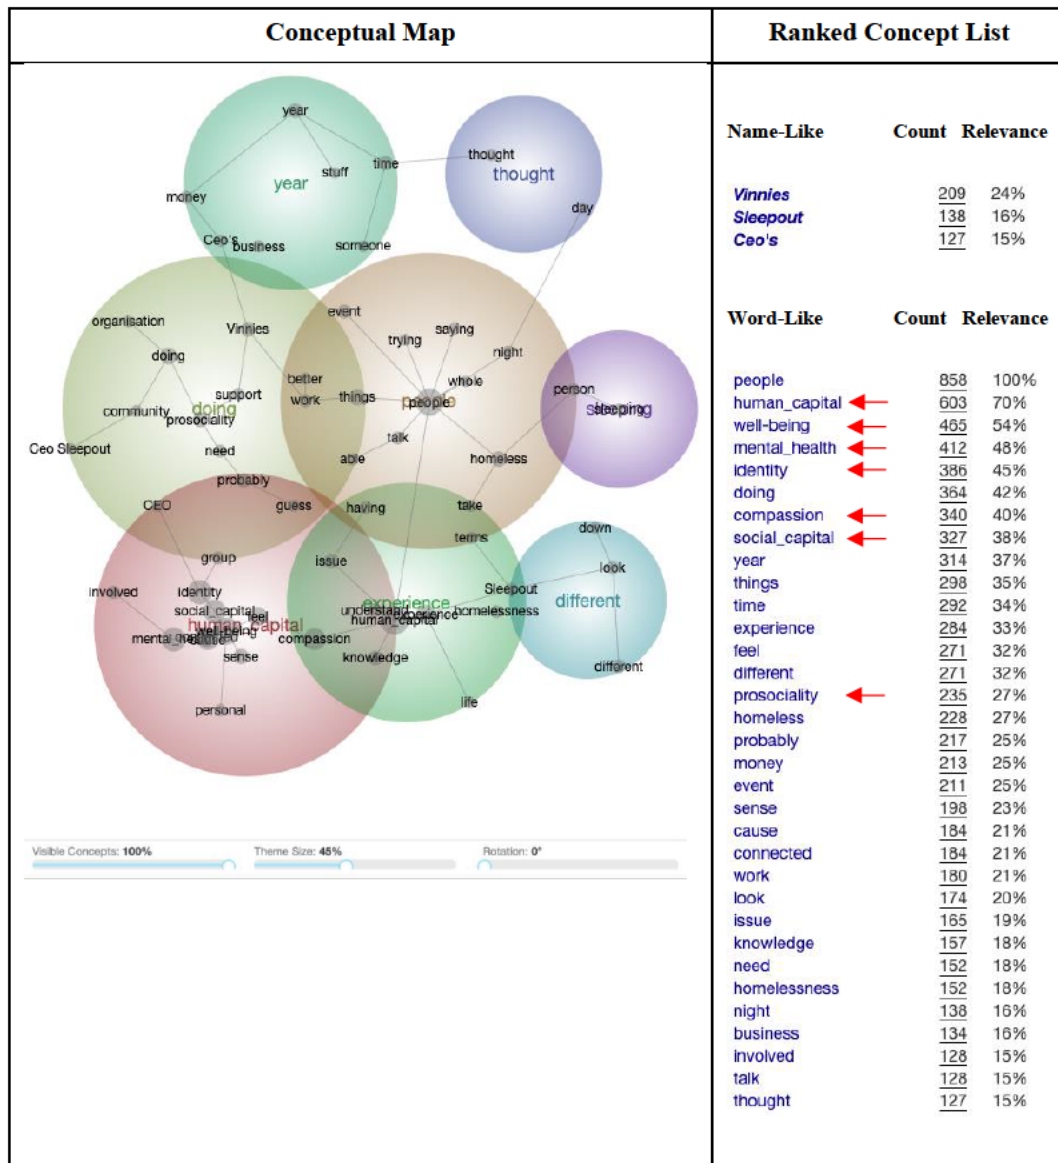 Conceptual Map
Ranked Concept List
year
thought
time
stuff
year
thought
money
day
Ceo's
business
someone
event
organisation
Vinnies
trying
saying
doing
night
better
whole
person
support
work
things
people
community
doing
sleeping
prosociality
talk
Ceo Sleepout
need
able
homeless
probably
CEO
guess
having
take
down
terms
group
issue
look
involved
identity
Sleepout
experience
different
social_capital
feel
understand
homelessness
human_capital
well-being
human_capital
compassion
sense
knowledge
different
personal
life
Visible Concepts: 100% Theme Size: 45% Rotation: 0°
Name-Like Count Relevance
Vinnies 209 24%
Sleepout 138 16%
Ceo's 127 15%
Word-Like Count Relevance
people 858 100%
human_capital 603 70%
well-being 465 54%
mental_health 412 48%
identity 386 45%
doing 364 42%
compassion 340 40%
social_capital 327 38%
year 314 37%
things 298 35%
time 292 34%
experience 284 33%
feel 271 32%
different 271 32%
prosociality 235 27%
homeless 228 27%
probably 217 25%
money 213 25%
event 211 25%
sense 198 23%
cause 184 21%
connected 184 21%
work 180 21%
look 174 20%
issue 165 19%
knowledge 157 18%
need 152 18%
homelessness 152 18%
night 138 16%
business 134 16%
involved 128 15%
talk 128 15%
thought 127 15%